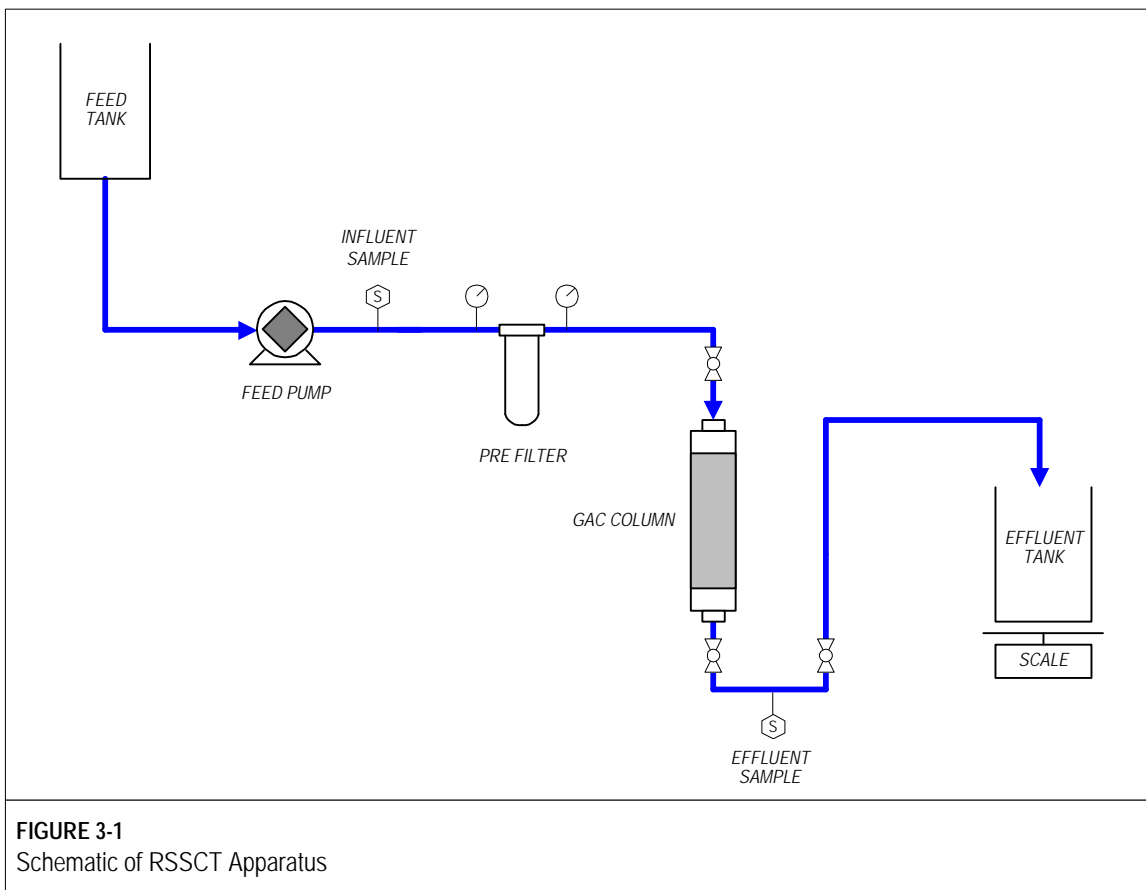 FEED
TANK
INFLUENT
SAMPLE
S
FEED PUMP
PRE FILTER
GAC COLUMN
EFFLUENT
TANK
SCALE
S
EFFLUENT
SAMPLE
FIGURE 3-1
Schematic of RSSCT Apparatus